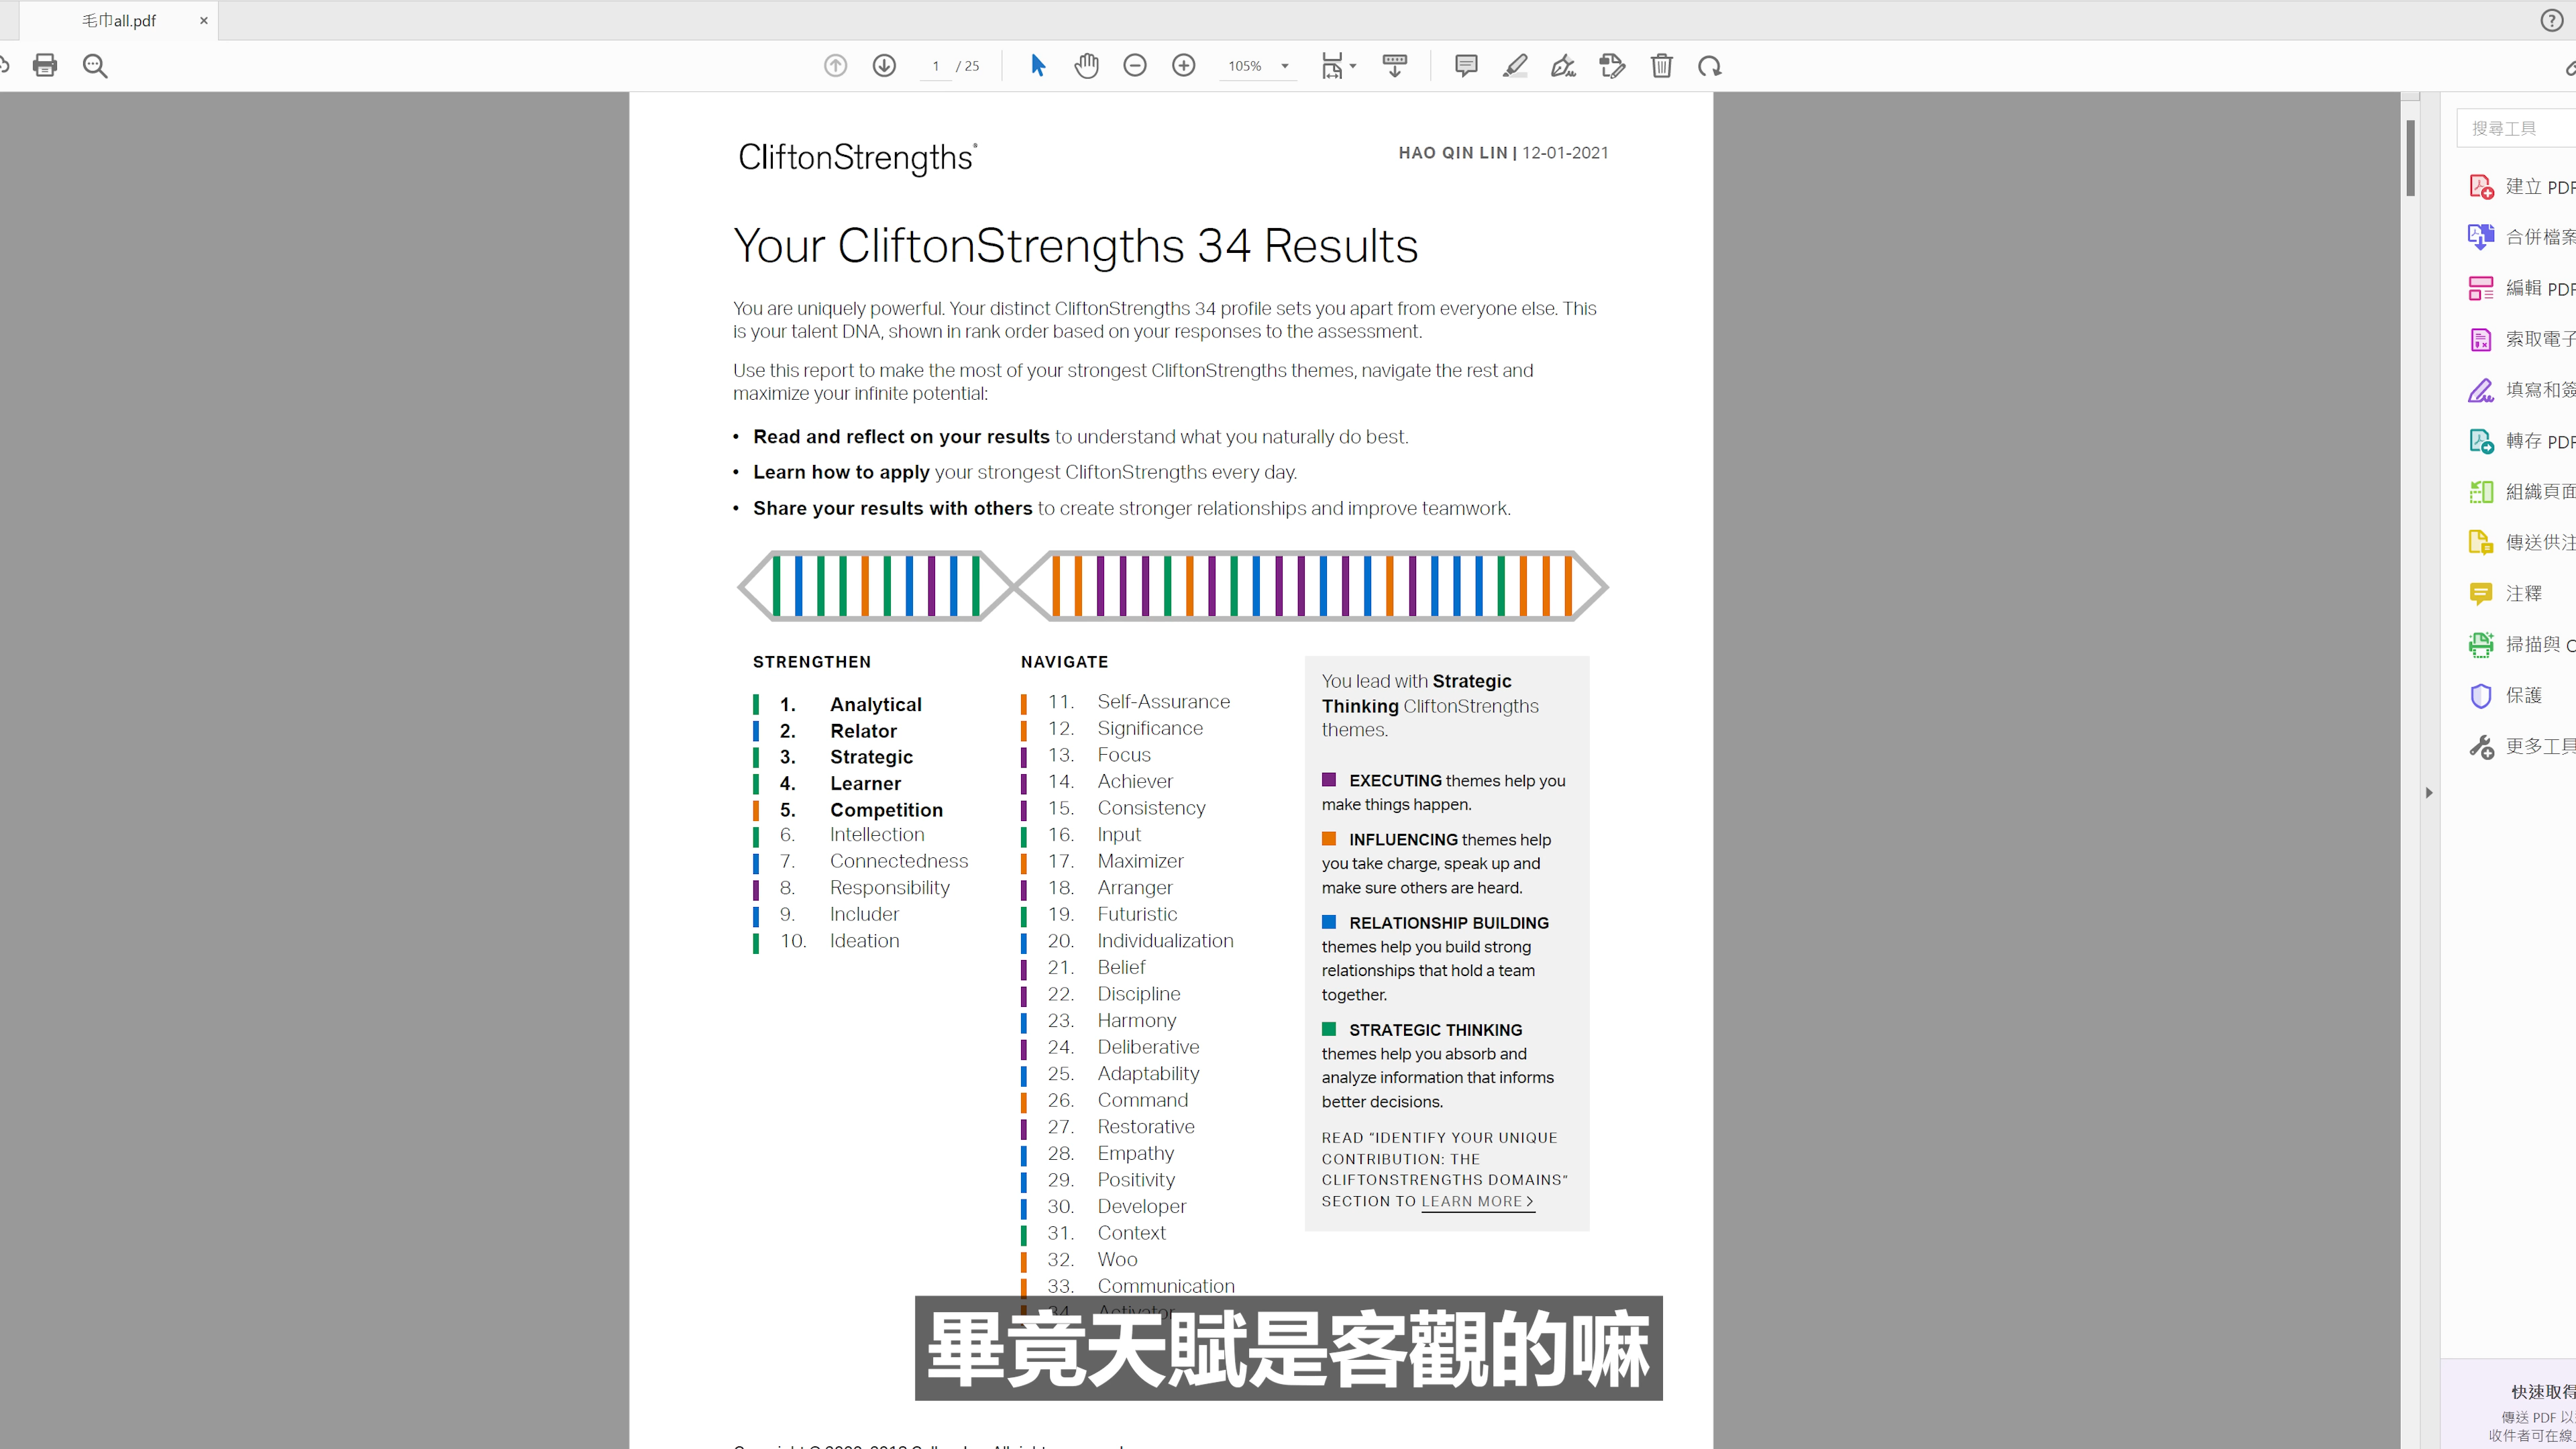 毛巾all.pdf ×
1 / 25
105%
搜尋工具
CliftonStrengths®
HAO QIN LIN | 12-01-2021
Your CliftonStrengths 34 Results
You are uniquely powerful. Your distinct CliftonStrengths 34 profile sets you apart from everyone else. This
is your talent DNA, shown in rank order based on your responses to the assessment.
Use this report to make the most of your strongest CliftonStrengths themes, navigate the rest and
maximize your infinite potential:
• Read and reflect on your results to understand what you naturally do best.
• Learn how to apply your strongest CliftonStrengths every day.
• Share your results with others to create stronger relationships and improve teamwork.
STRENGTHEN
1. Analytical
2. Relator
3. Strategic
4. Learner
5. Competition
6. Intellection
7. Connectedness
8. Responsibility
9. Includer
10. Ideation
NAVIGATE
11. Self-Assurance
12. Significance
13. Focus
14. Achiever
15. Consistency
16. Input
17. Maximizer
18. Arranger
19. Futuristic
20. Individualization
21. Belief
22. Discipline
23. Harmony
24. Deliberative
25. Adaptability
26. Command
27. Restorative
28. Empathy
29. Positivity
30. Developer
31. Context
32. Woo
33. Communication
34. Activator
You lead with Strategic
Thinking CliftonStrengths
themes.
EXECUTING themes help you
make things happen.
INFLUENCING themes help
you take charge, speak up and
make sure others are heard.
RELATIONSHIP BUILDING
themes help you build strong
relationships that hold a team
together.
STRATEGIC THINKING
themes help you absorb and
analyze information that informs
better decisions.
READ "IDENTIFY YOUR UNIQUE
CONTRIBUTION: THE
CLIFTONSTRENGTHS DOMAINS"
SECTION TO LEARN MORE >
畢竟天賦是客觀的嘛
建立 PDF
合併檔案
編輯 PDF
索取電子
填寫和簽
轉存 PDF
組織頁面
傳送供注
注釋
掃描與
保護
更多工具
快速取得
傳送 PDF 以
收件者可在線